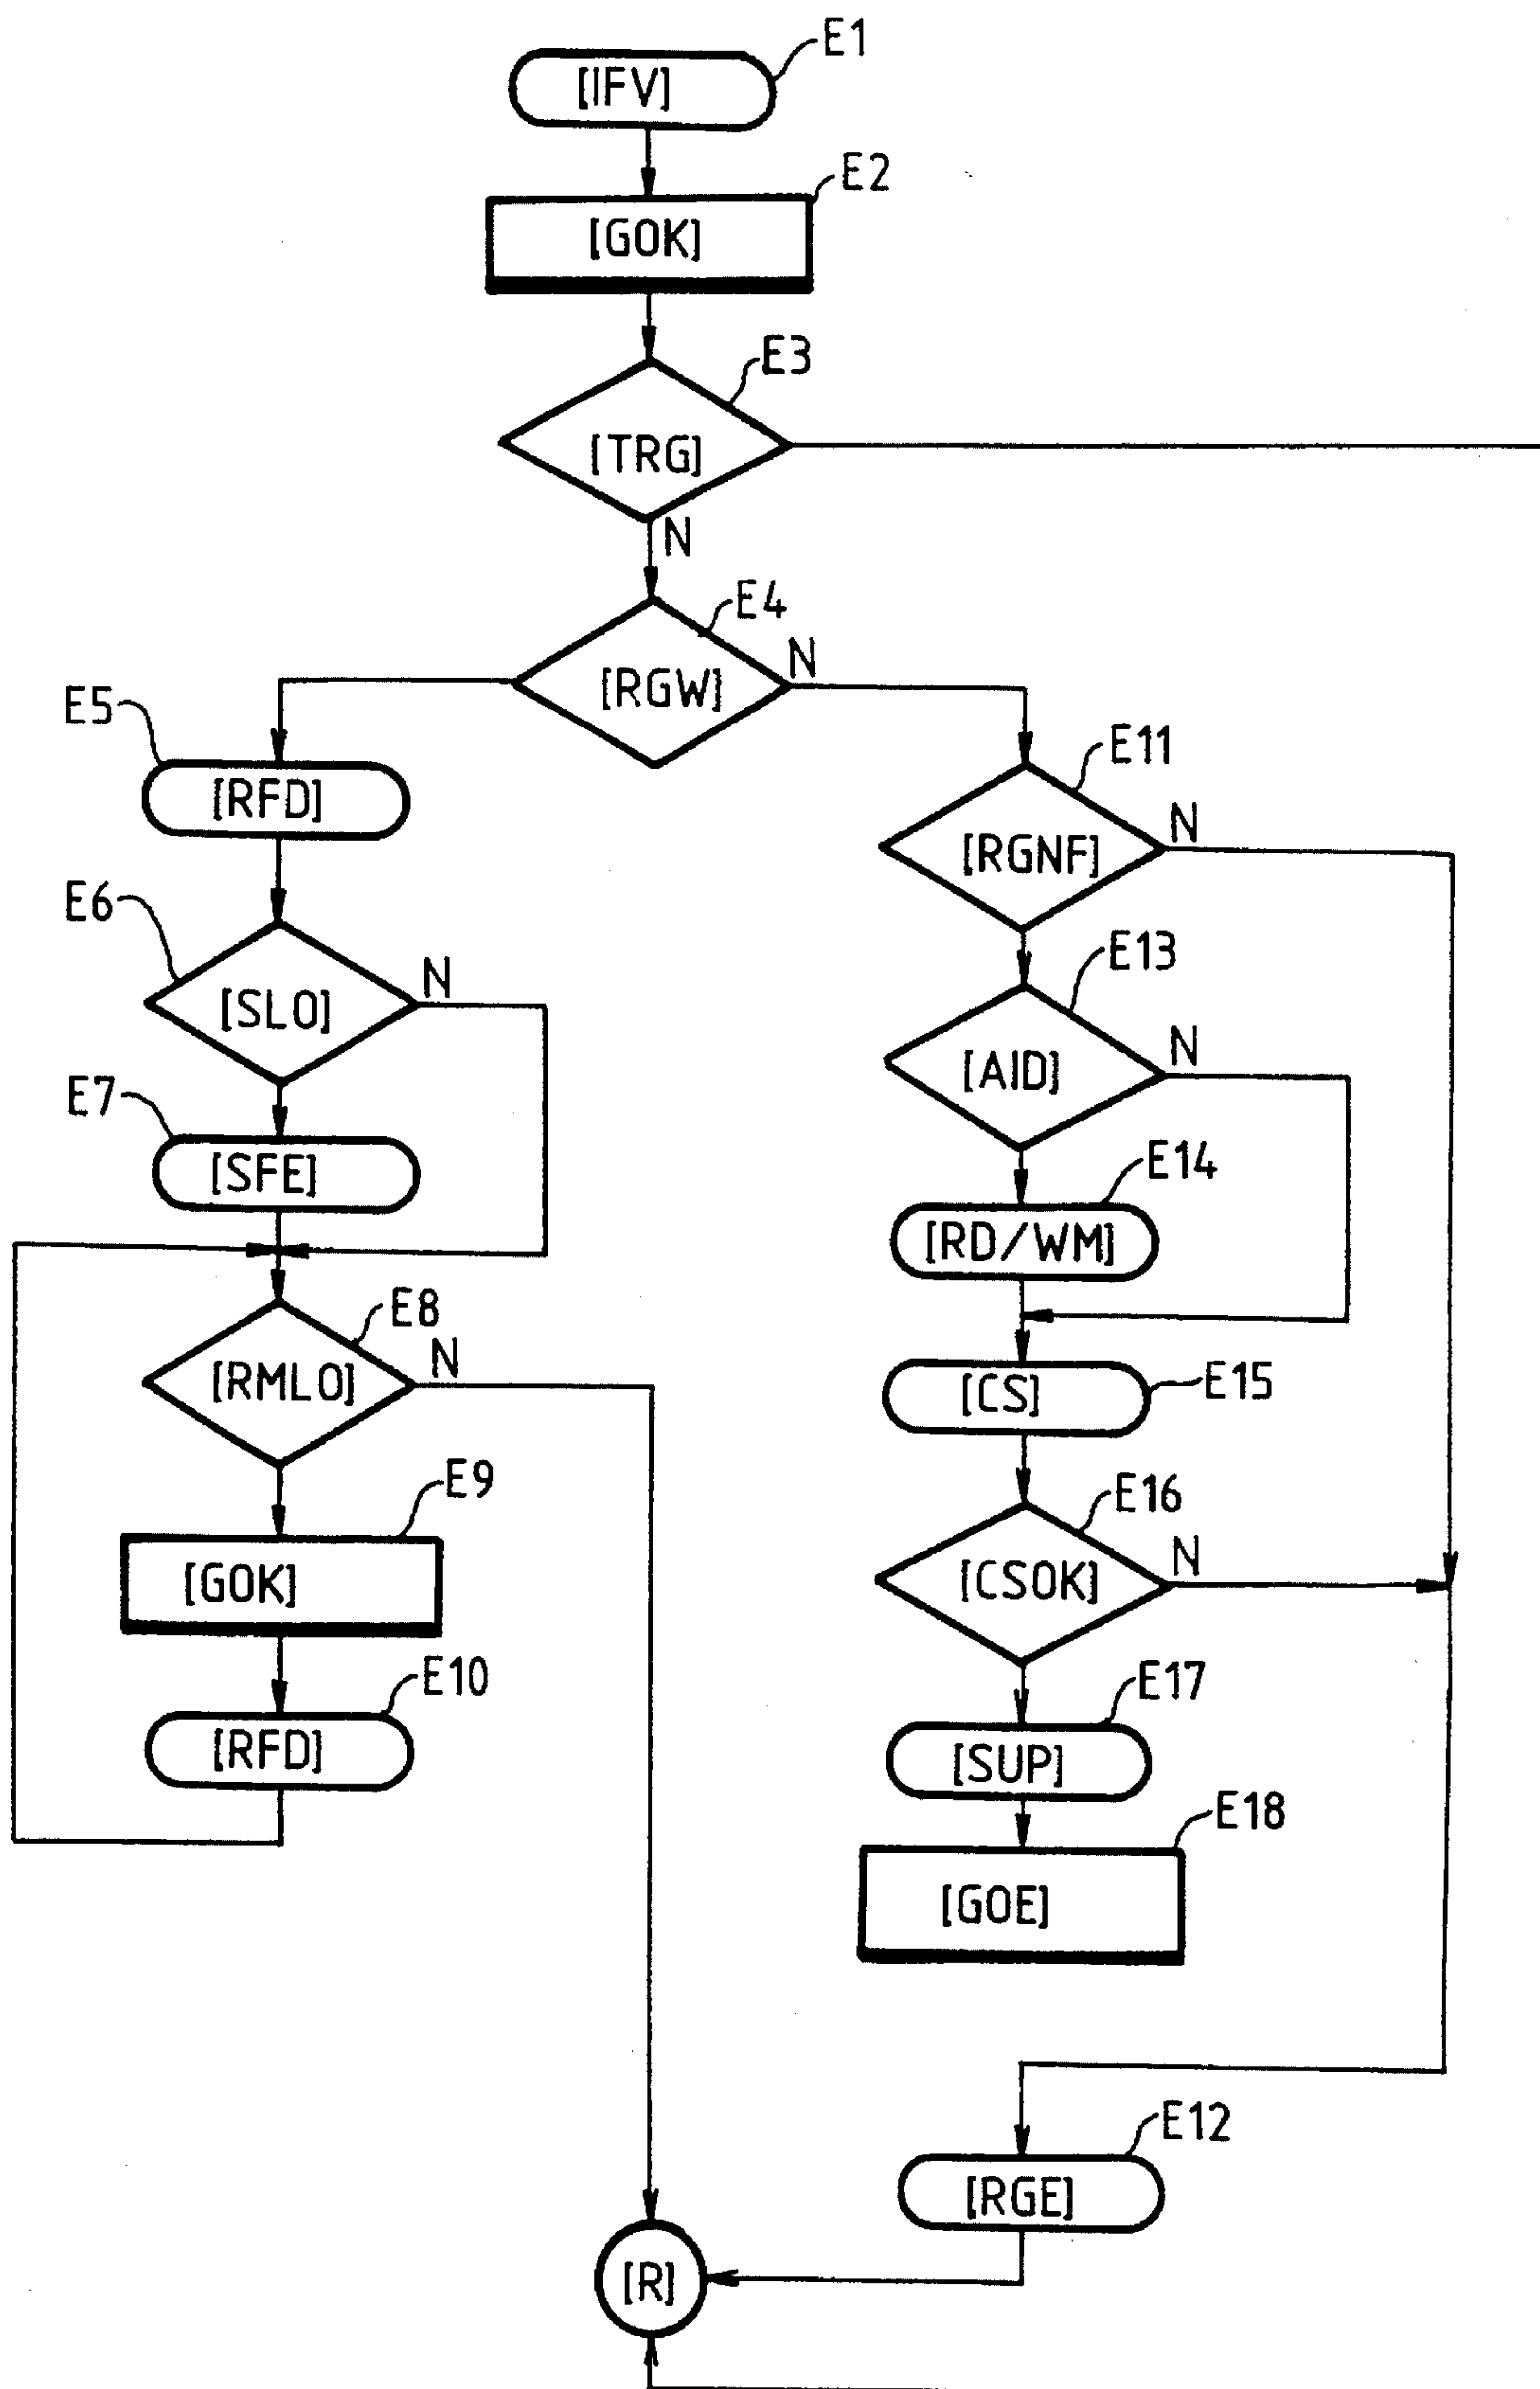 E1
[IFV]
E2
[GOK]
E3
[TRG]
N
E4
[RGW]
N
E5
[RFD]
E6
[SLO]
N
E7
[SFE]
E8
[RMLO]
N
E9
[GOK]
E10
[RFD]
E11
[RGNF]
N
E13
[AID]
N
E14
[RD/WM]
E15
[CS]
E16
[CSOK]
N
E17
[SUP]
E18
[GOE]
E12
[RGE]
[R]